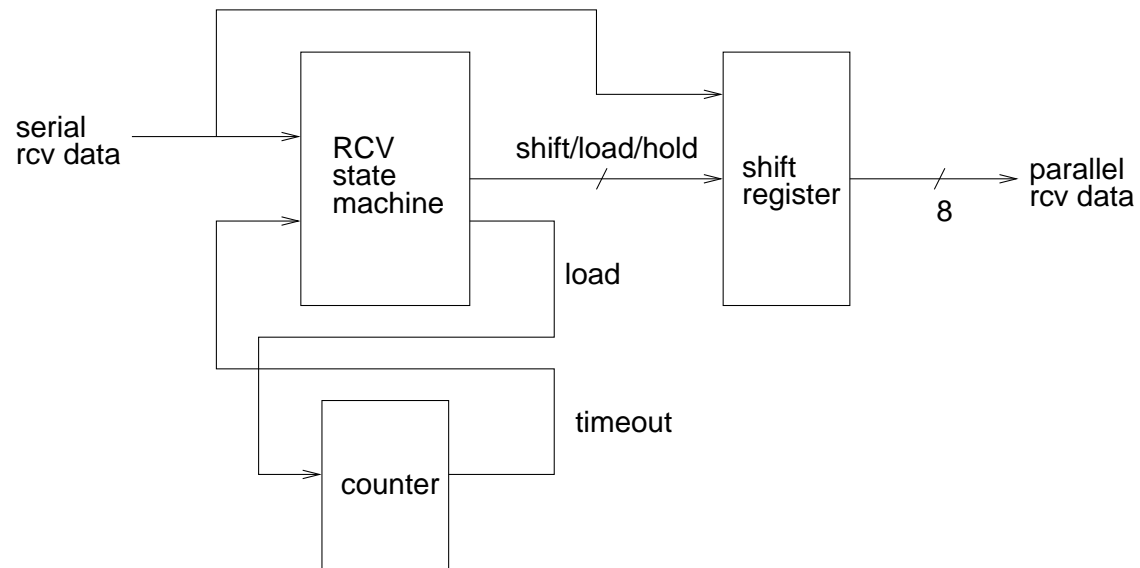 serial
rcv data
RCV
state
machine
shift/load/hold
shift
register
8
parallel
rcv data
load
timeout
counter